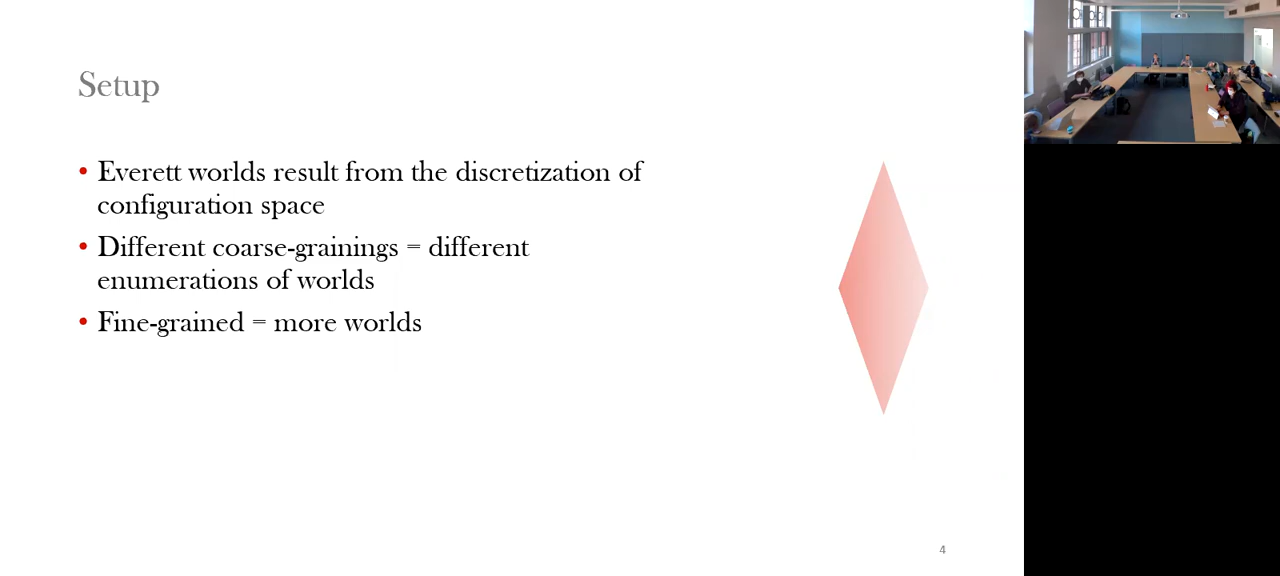 Setup
• Everett worlds result from the discretization of
configuration space
• Different coarse-grainings = different
enumerations of worlds
• Fine-grained = more worlds
4